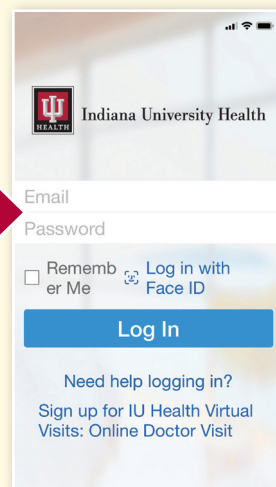 HEALTH
Indiana University Health
Email
Password
Rememb
er Me
Log in with
Face ID
Log In
Need help logging in?
Sign up for IU Health Virtual
Visits: Online Doctor Visit